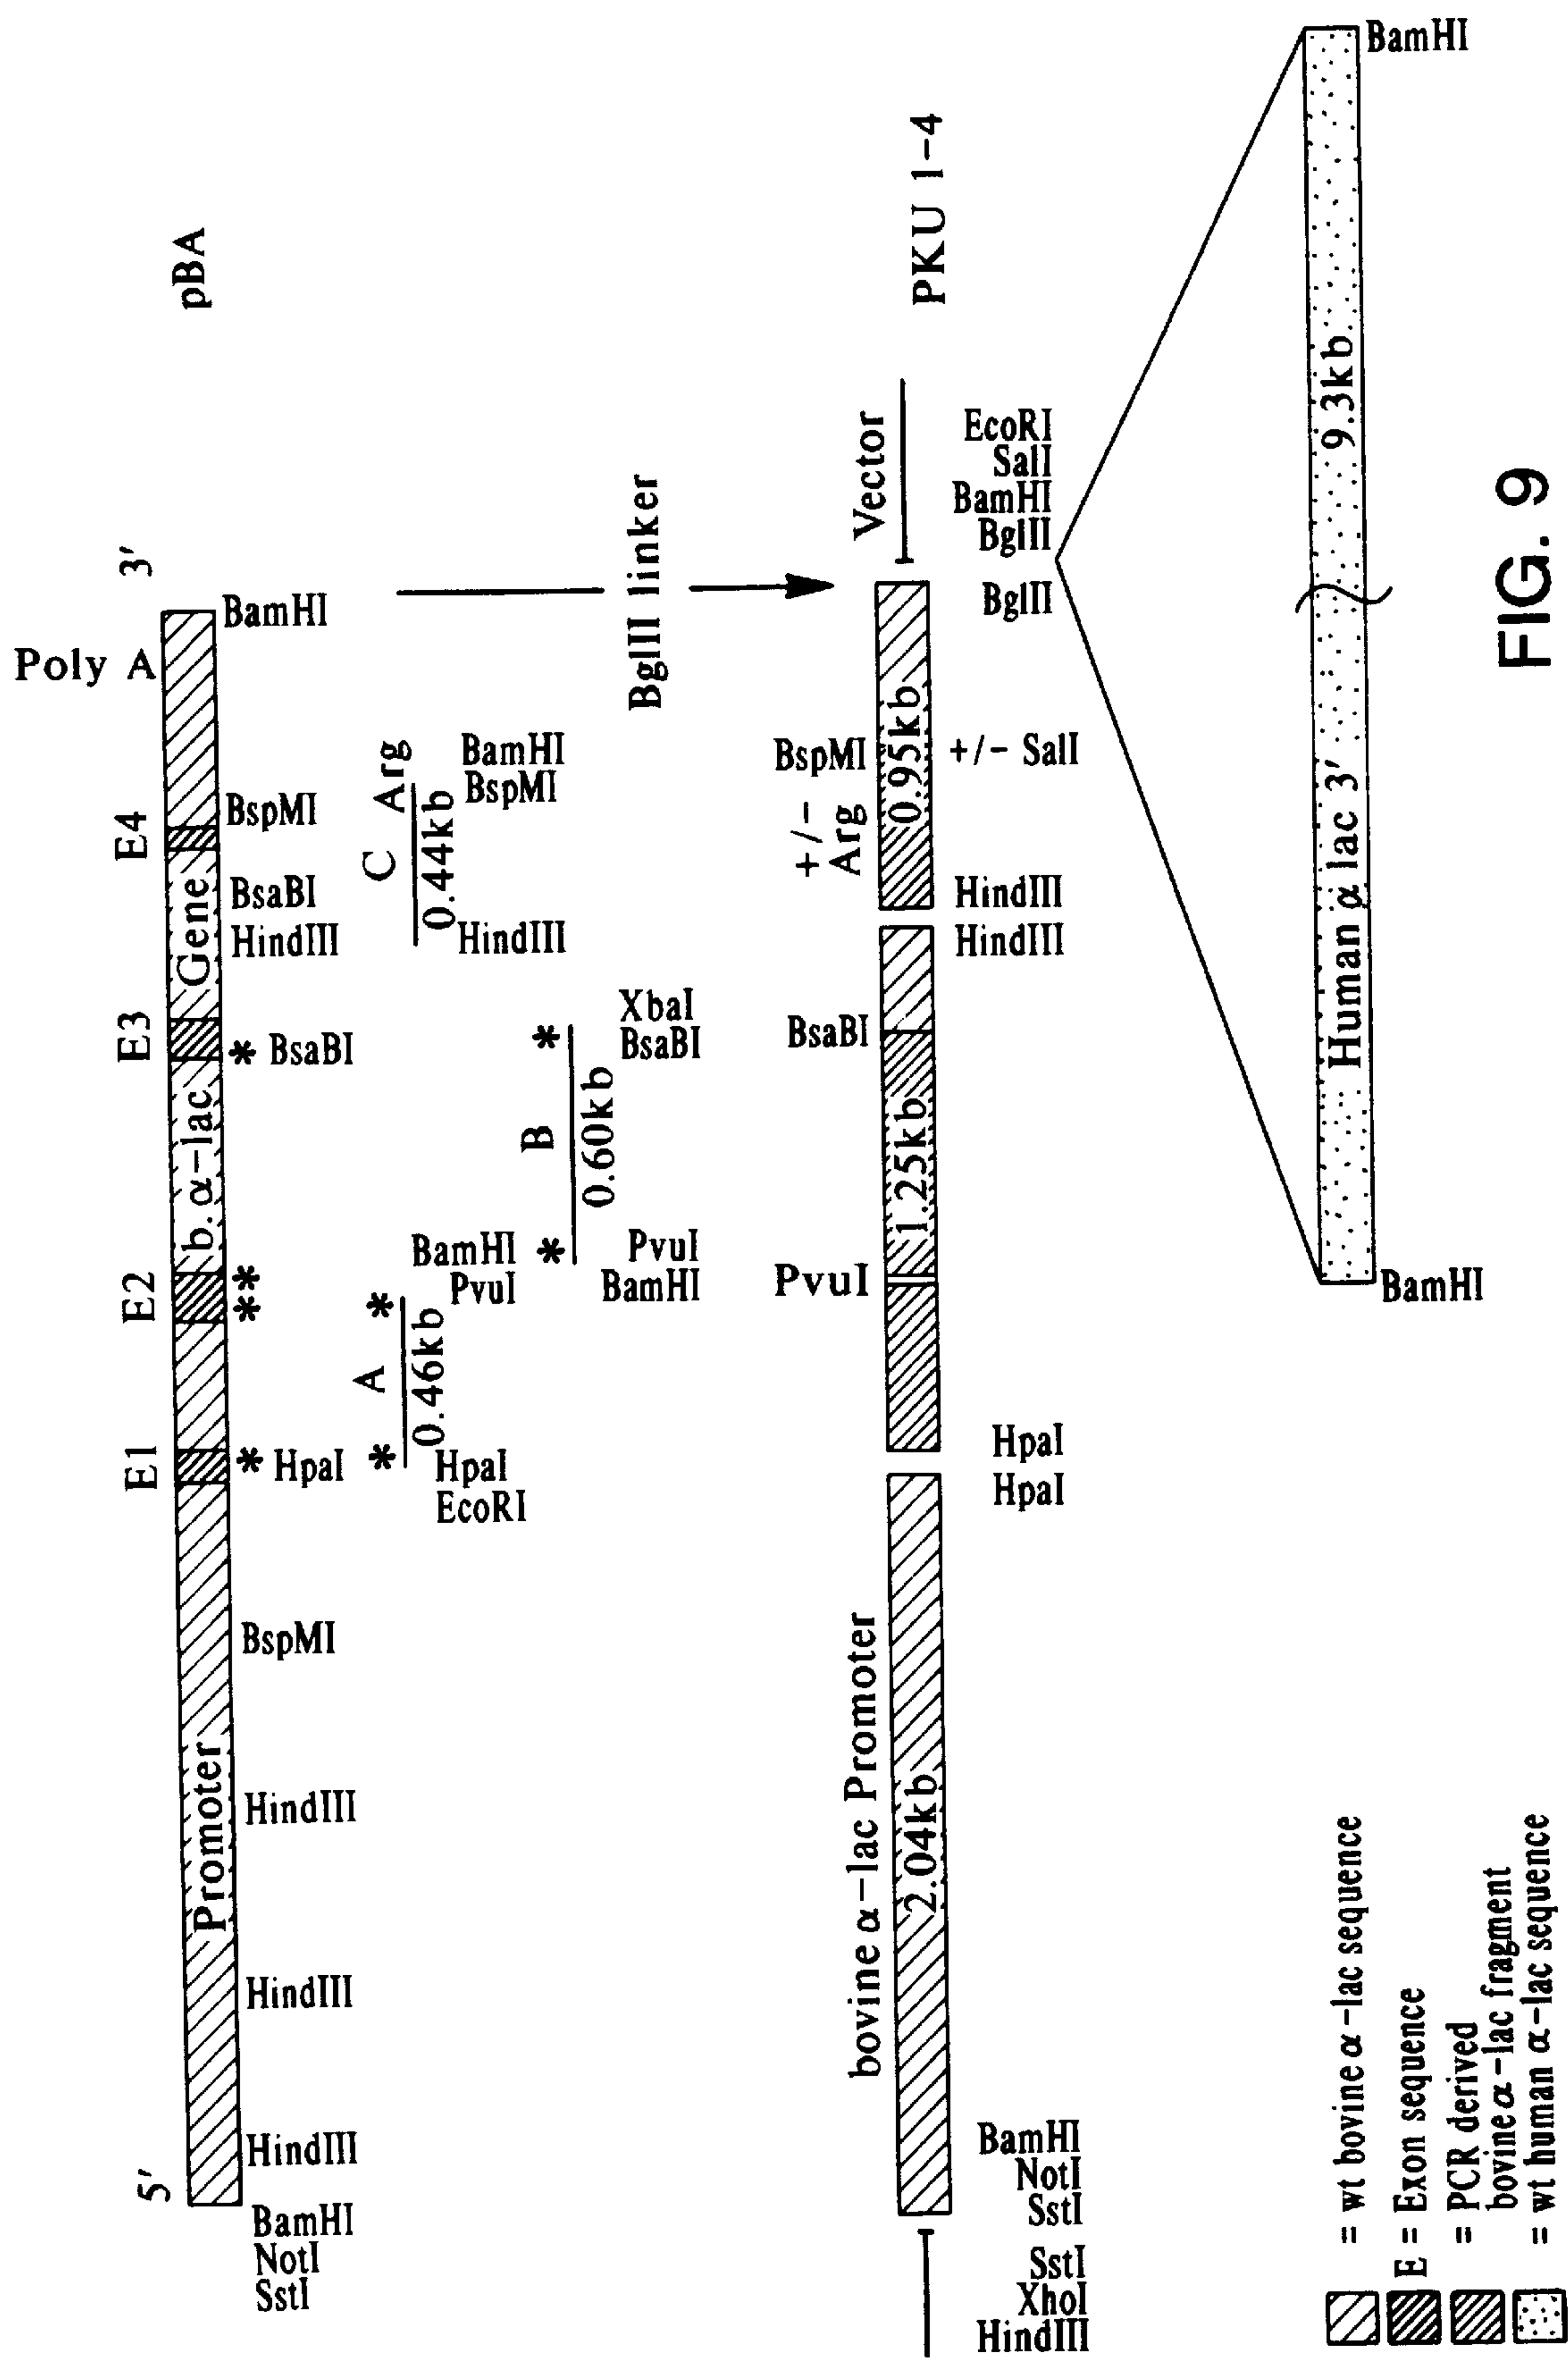 pBA
5' Poly A 3'
E1 E2 E3 E4
Promoter b. α-lac Gene
BamHI
NotI
SstI
HindIII
HindIII
HindIII
BspMI
* HpaI
* *
* BsaBI
HindIII
BsaBI
BspMI
BamHI
* A *
0.46kb
HpaI
EcoRI
BamHI
PvuI
* B *
0.60kb
PvuI
BamHI
XbaI
BsaBI
C Arg
0.44kb
HindIII
BamHI
BspMI
BglII linker
bovine α-lac Promoter
PvuI
BsaBI
+/-
Arg
BspMI
Vector
PKU 1-4
2.04kb
1.25kb
0.95kb
SstI
XhoI
HindIII
BamHI
NotI
SstI
HpaI
HpaI
HindIII
HindIII
+/- SalI
BglII
EcoRI
SalI
BamHI
BglII
Human α lac 3' 9.3kb
BamHI
BamHI
= wt bovine α-lac sequence
E = Exon sequence
= PCR derived
bovine α-lac fragment
= wt human α-lac sequence
FIG. 9